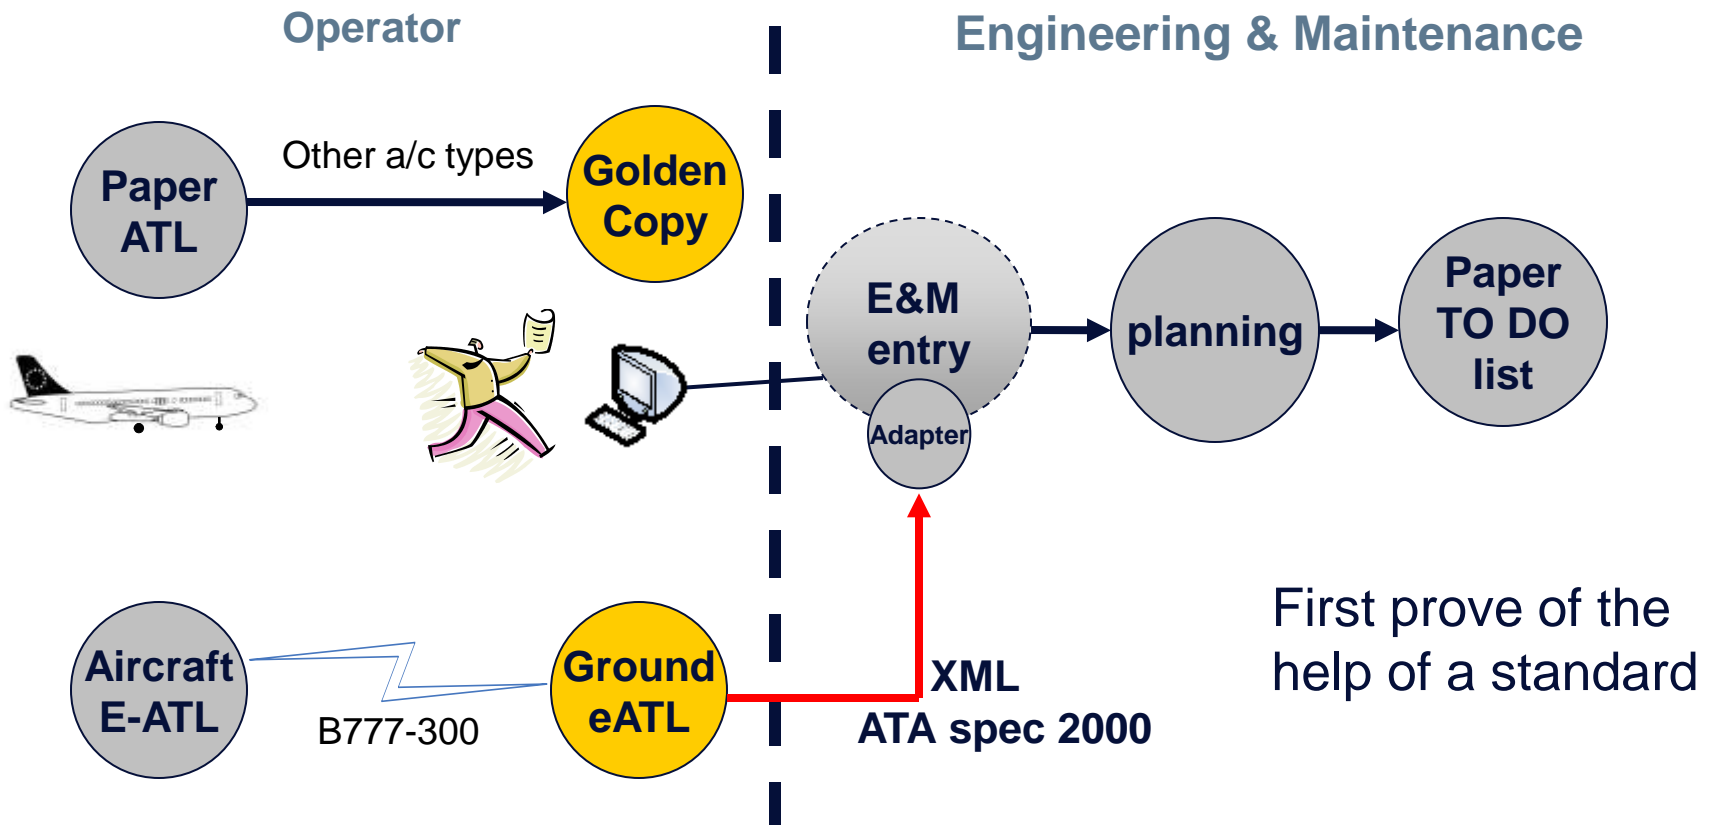 Operator
Engineering & Maintenance
Other a/c types
Paper
ATL
Golden
Copy
E&M
entry
Adapter
planning
Paper
TO DO
list
Aircraft
E-ATL
B777-300
Ground
eATL
XML
ATA spec 2000
First prove of the
help of a standard